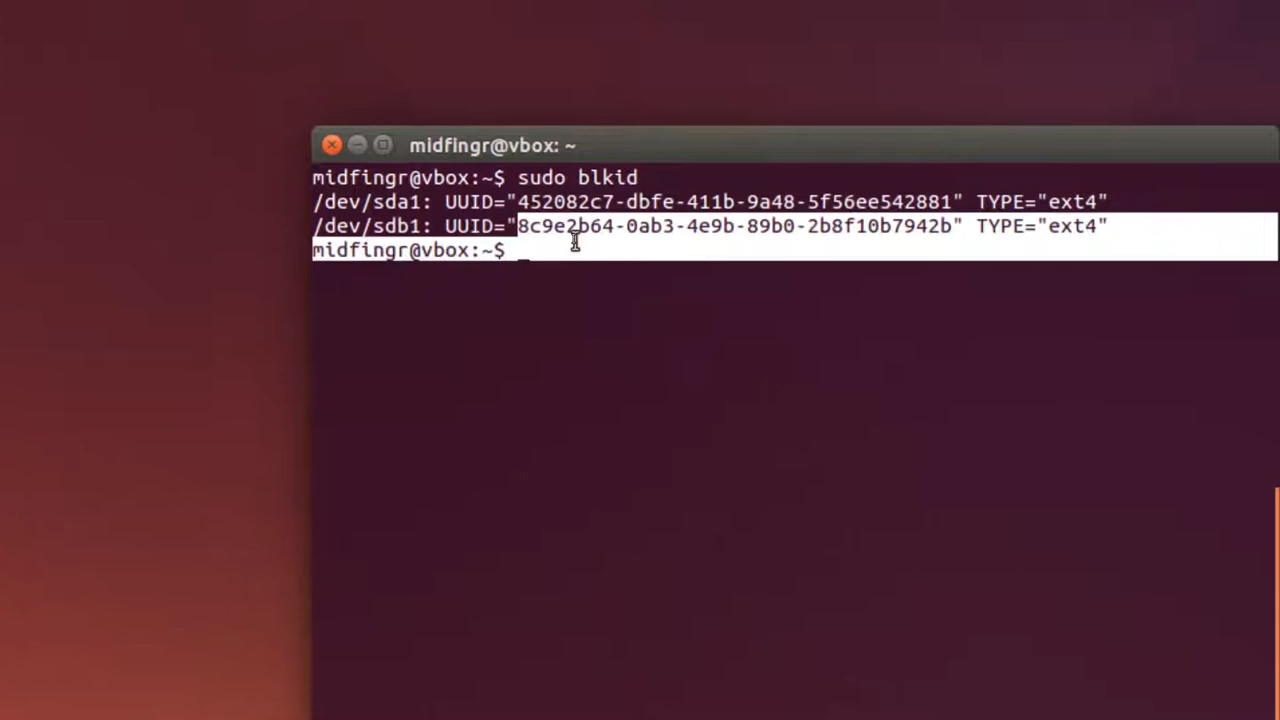 midfingr@vbox: ~
midfingr@vbox:~$ sudo blkid
/dev/sda1: UUID="452082c7-dbfe-411b-9a48-5f56ee542881" TYPE="ext4"
/dev/sdb1: UUID="8c9e2b64-0ab3-4e9b-89b0-2b8f10b7942b" TYPE="ext4"
midfingr@vbox:~$